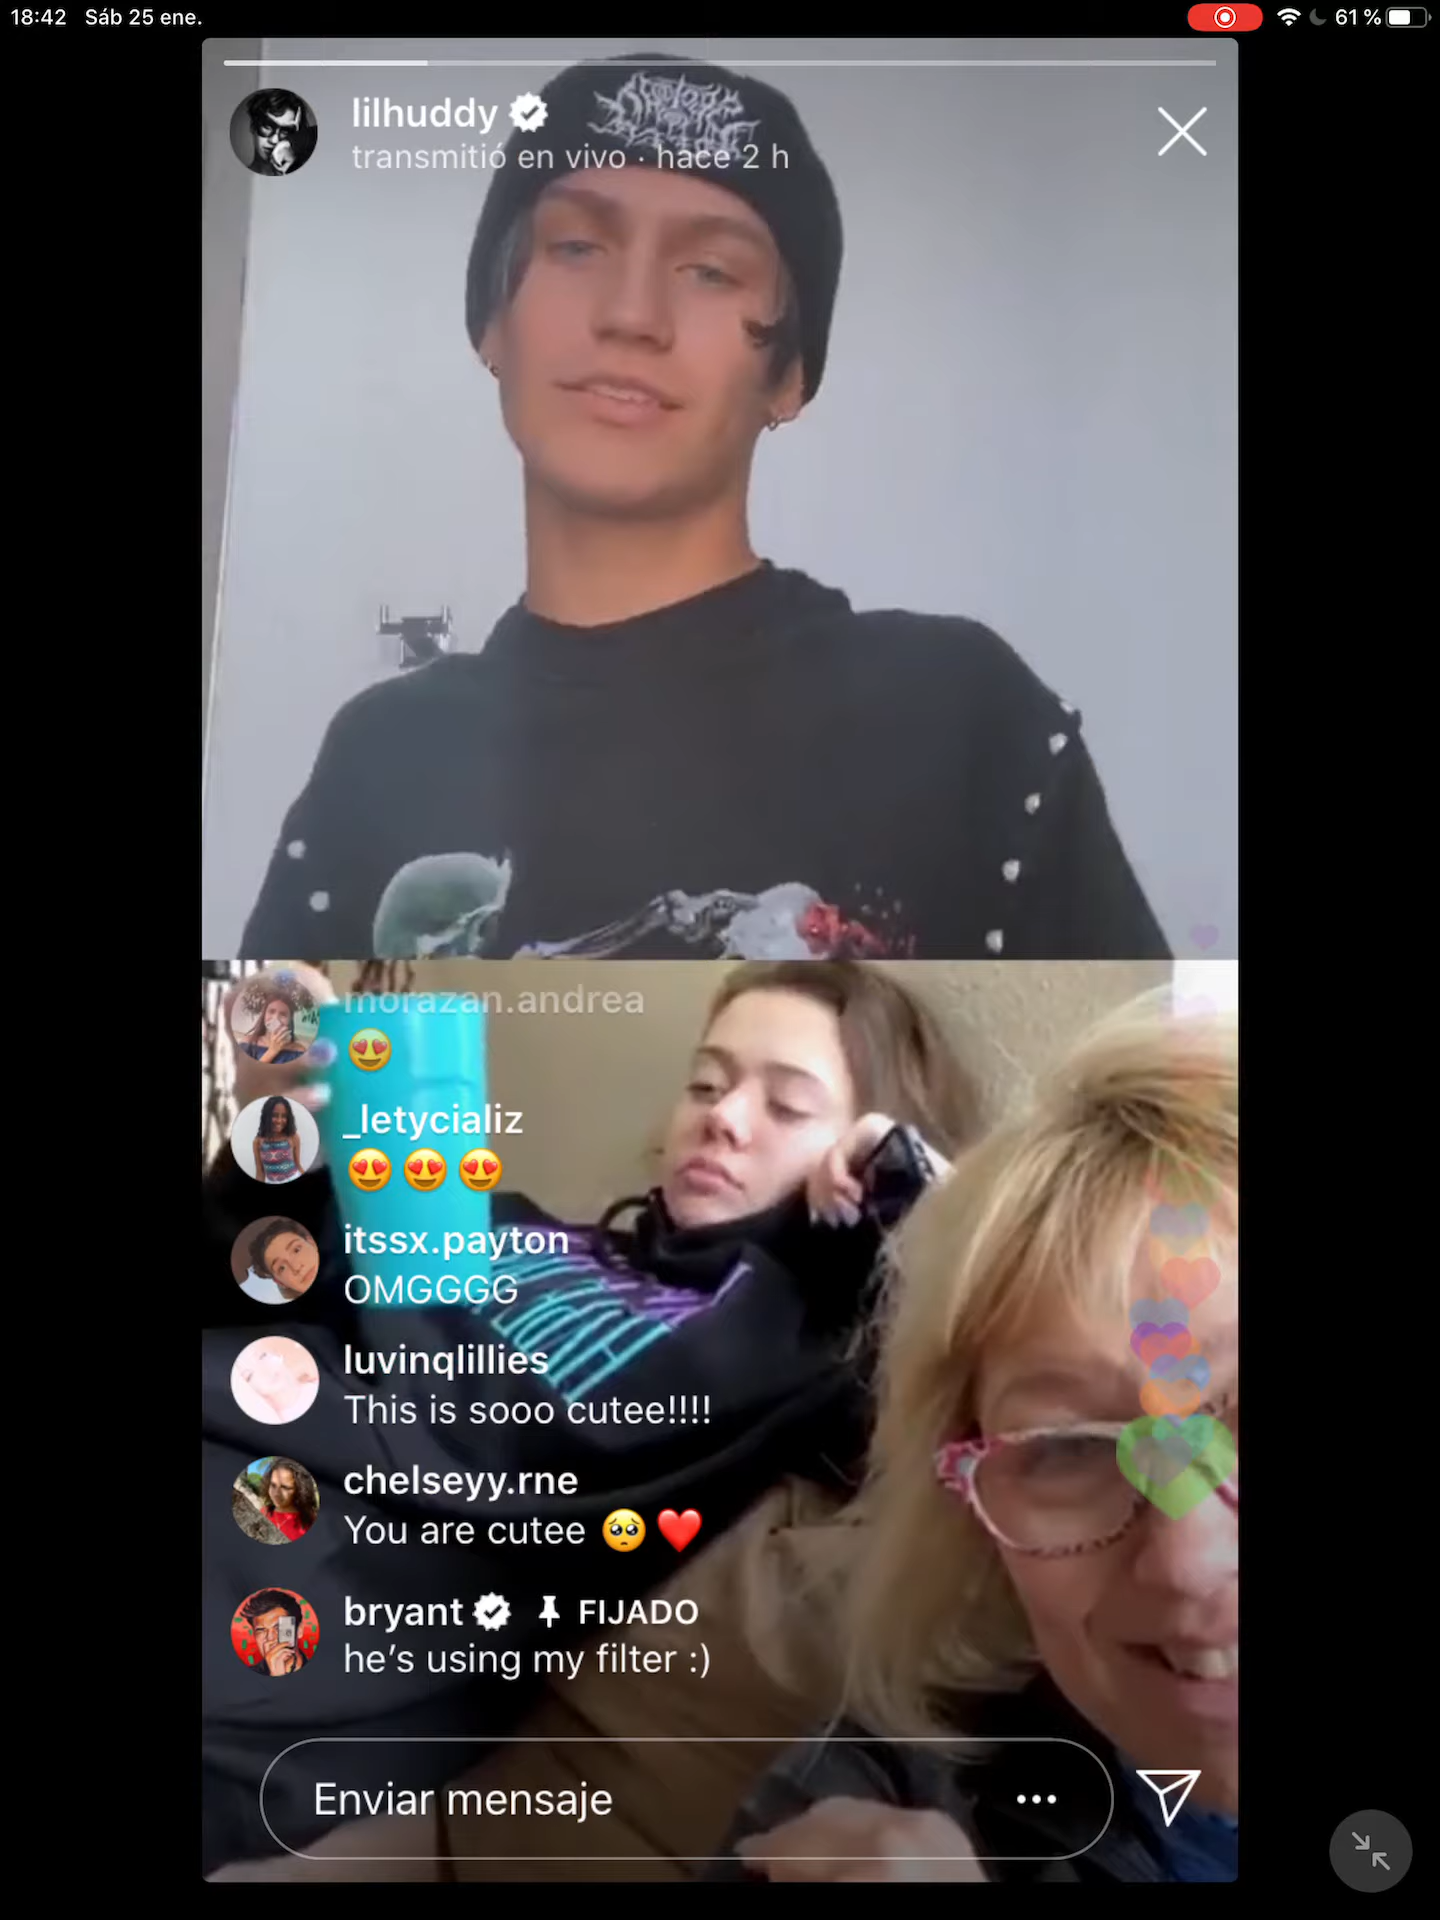 18:42 Sáb 25 ene.
61 %
lilhuddy
transmitió en vivo · hace 2 h
morazan.andrea
😍
_letycializ
😍 😍 😍
itssx.payton
OMGGGG
luvinqlillies
This is sooo cutee!!!!
chelseyy.rne
You are cutee 🥺 ❤️
bryant FIJADO
he’s using my filter :)
Enviar mensaje